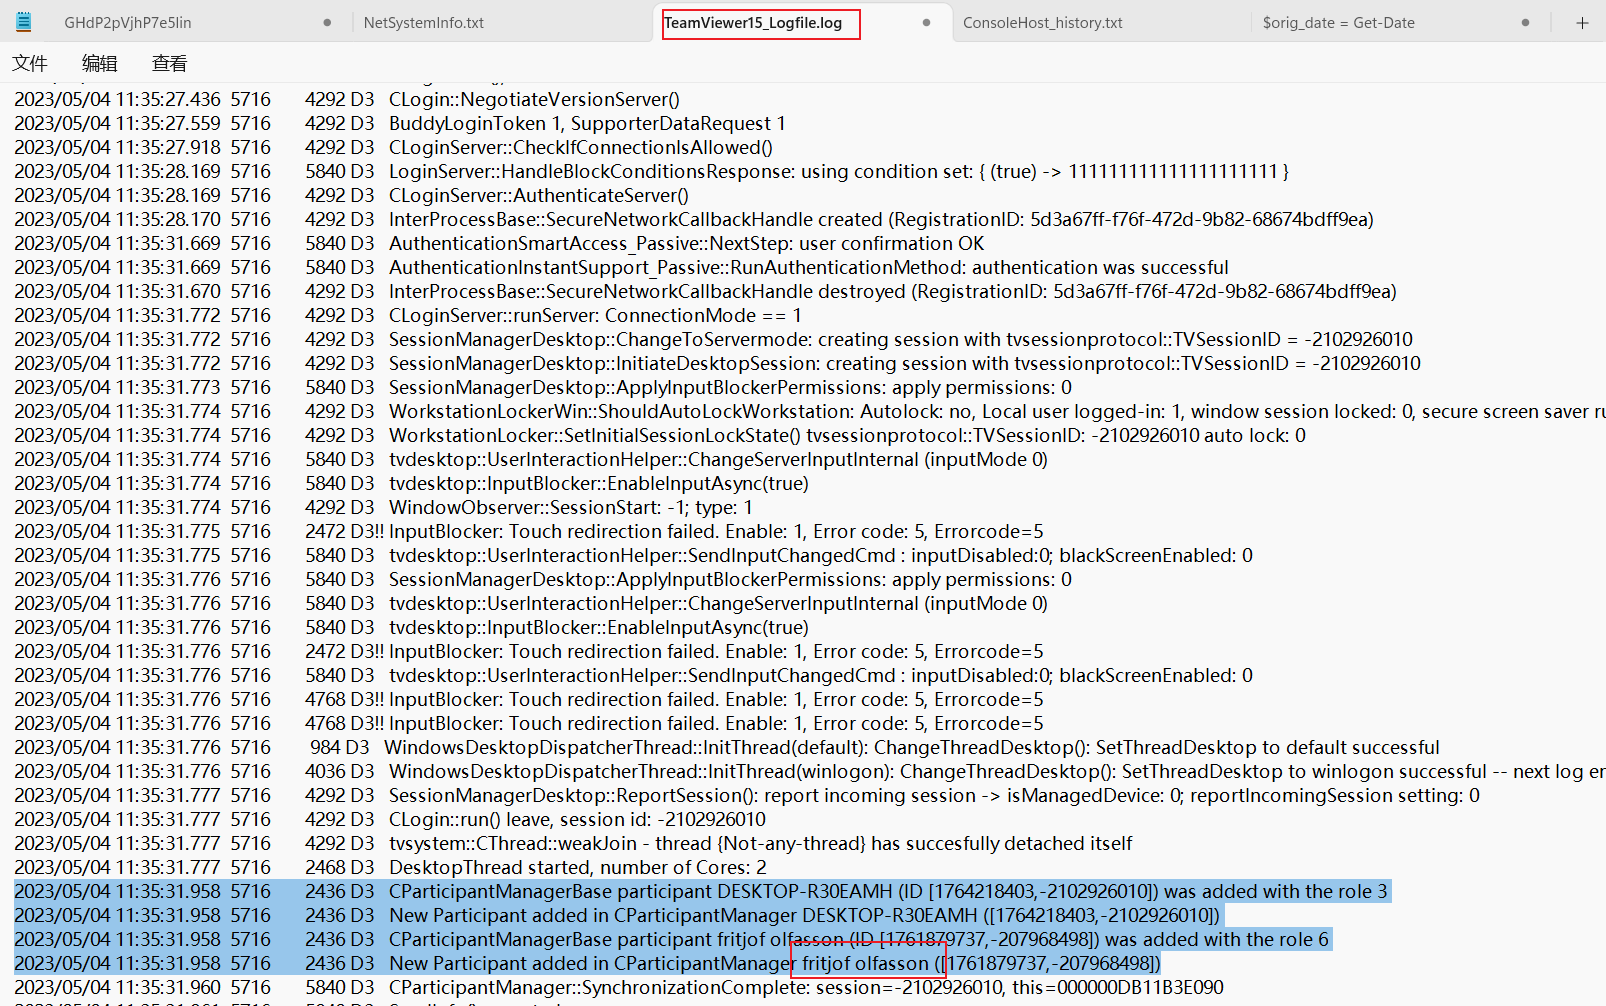 GHdP2pVjhP7e5lin
NetSystemInfo.txt
TeamViewer15_Logfile.log
ConsoleHost_history.txt
$orig_date = Get-Date
文件 编辑 查看
2023/05/04 11:35:27.436 5716 4292 D3 CLogin::NegotiateVersionServer()
2023/05/04 11:35:27.559 5716 4292 D3 BuddyLoginToken 1, SupporterDataRequest 1
2023/05/04 11:35:27.918 5716 4292 D3 CLoginServer::CheckIfConnectionIsAllowed()
2023/05/04 11:35:28.169 5716 5840 D3 LoginServer::HandleBlockConditionsResponse: using condition set: { (true) -> 111111111111111111111 }
2023/05/04 11:35:28.169 5716 4292 D3 CLoginServer::AuthenticateServer()
2023/05/04 11:35:28.170 5716 4292 D3 InterProcessBase::SecureNetworkCallbackHandle created (RegistrationID: 5d3a67ff-f76f-472d-9b82-68674bdff9ea)
2023/05/04 11:35:31.669 5716 5840 D3 AuthenticationSmartAccess_Passive::NextStep: user confirmation OK
2023/05/04 11:35:31.669 5716 5840 D3 AuthenticationInstantSupport_Passive::RunAuthenticationMethod: authentication was successful
2023/05/04 11:35:31.670 5716 4292 D3 InterProcessBase::SecureNetworkCallbackHandle destroyed (RegistrationID: 5d3a67ff-f76f-472d-9b82-68674bdff9ea)
2023/05/04 11:35:31.772 5716 4292 D3 CLoginServer::runServer: ConnectionMode == 1
2023/05/04 11:35:31.772 5716 4292 D3 SessionManagerDesktop::ChangeToServermode: creating session with tvsessionprotocol::TVSessionID = -2102926010
2023/05/04 11:35:31.772 5716 4292 D3 SessionManagerDesktop::InitiateDesktopSession: creating session with tvsessionprotocol::TVSessionID = -2102926010
2023/05/04 11:35:31.773 5716 5840 D3 SessionManagerDesktop::ApplyInputBlockerPermissions: apply permissions: 0
2023/05/04 11:35:31.774 5716 4292 D3 WorkstationLockerWin::ShouldAutoLockWorkstation: Autolock: no, Local user logged-in: 1, window session locked: 0, secure screen saver ru
2023/05/04 11:35:31.774 5716 4292 D3 WorkstationLocker::SetInitialSessionLockState() tvsessionprotocol::TVSessionID: -2102926010 auto lock: 0
2023/05/04 11:35:31.774 5716 5840 D3 tvdesktop::UserInteractionHelper::ChangeServerInputInternal (inputMode 0)
2023/05/04 11:35:31.774 5716 5840 D3 tvdesktop::InputBlocker::EnableInputAsync(true)
2023/05/04 11:35:31.774 5716 4292 D3 WindowObserver::SessionStart: -1; type: 1
2023/05/04 11:35:31.775 5716 2472 D3!! InputBlocker: Touch redirection failed. Enable: 1, Error code: 5, Errorcode=5
2023/05/04 11:35:31.775 5716 5840 D3 tvdesktop::UserInteractionHelper::SendInputChangedCmd : inputDisabled:0; blackScreenEnabled: 0
2023/05/04 11:35:31.776 5716 5840 D3 SessionManagerDesktop::ApplyInputBlockerPermissions: apply permissions: 0
2023/05/04 11:35:31.776 5716 5840 D3 tvdesktop::UserInteractionHelper::ChangeServerInputInternal (inputMode 0)
2023/05/04 11:35:31.776 5716 5840 D3 tvdesktop::InputBlocker::EnableInputAsync(true)
2023/05/04 11:35:31.776 5716 2472 D3!! InputBlocker: Touch redirection failed. Enable: 1, Error code: 5, Errorcode=5
2023/05/04 11:35:31.776 5716 5840 D3 tvdesktop::UserInteractionHelper::SendInputChangedCmd : inputDisabled:0; blackScreenEnabled: 0
2023/05/04 11:35:31.776 5716 4768 D3!! InputBlocker: Touch redirection failed. Enable: 1, Error code: 5, Errorcode=5
2023/05/04 11:35:31.776 5716 4768 D3!! InputBlocker: Touch redirection failed. Enable: 1, Error code: 5, Errorcode=5
2023/05/04 11:35:31.776 5716 984 D3 WindowsDesktopDispatcherThread::InitThread(default): ChangeThreadDesktop(): SetThreadDesktop to default successful
2023/05/04 11:35:31.776 5716 4036 D3 WindowsDesktopDispatcherThread::InitThread(winlogon): ChangeThreadDesktop(): SetThreadDesktop to winlogon successful -- next log en
2023/05/04 11:35:31.777 5716 4292 D3 SessionManagerDesktop::ReportSession(): report incoming session -> isManagedDevice: 0; reportIncomingSession setting: 0
2023/05/04 11:35:31.777 5716 4292 D3 CLogin::run() leave, session id: -2102926010
2023/05/04 11:35:31.777 5716 4292 D3 tvsystem::CThread::weakJoin - thread {Not-any-thread} has succesfully detached itself
2023/05/04 11:35:31.777 5716 2468 D3 DesktopThread started, number of Cores: 2
2023/05/04 11:35:31.958 5716 2436 D3 CParticipantManagerBase participant DESKTOP-R30EAMH (ID [1764218403,-2102926010]) was added with the role 3
2023/05/04 11:35:31.958 5716 2436 D3 New Participant added in CParticipantManager DESKTOP-R30EAMH ([1764218403,-2102926010])
2023/05/04 11:35:31.958 5716 2436 D3 CParticipantManagerBase participant fritjof olfasson (ID [1761879737,-207968498]) was added with the role 6
2023/05/04 11:35:31.958 5716 2436 D3 New Participant added in CParticipantManager fritjof olfasson ([1761879737,-207968498])
2023/05/04 11:35:31.960 5716 5840 D3 CParticipantManager::SynchronizationComplete: session=-2102926010, this=000000DB11B3E090